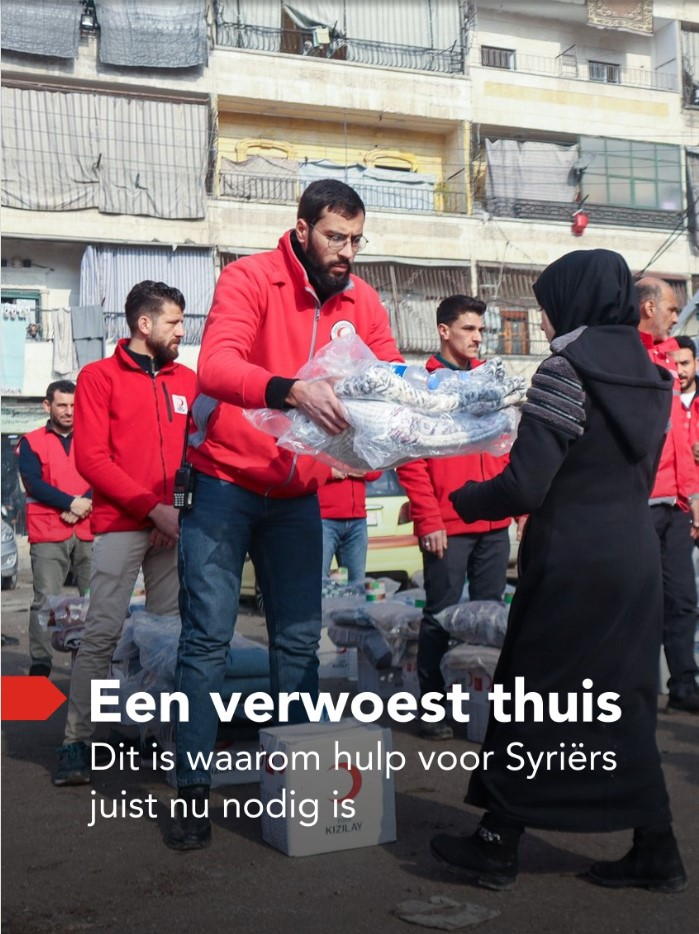 Een verwoest thuis
Dit is waarom hulp voor Syriërs
juist nu nodig is
KIZILAY